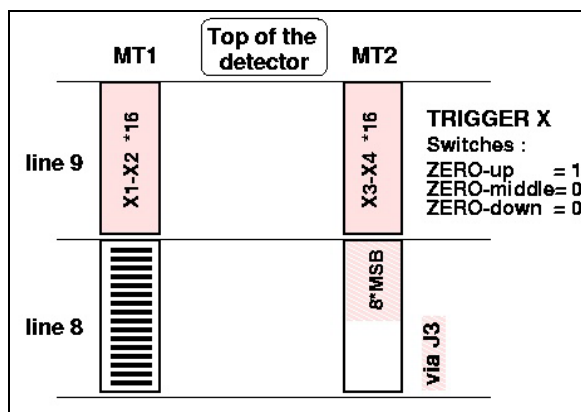 Top of the
detector
MT1
MT2
line 9
X1-X2 *16
X3-X4 *16
TRIGGER X
Switches :
ZERO-up = 1
ZERO-middle= 0
ZERO-down = 0
line 8
8*MSB
via J3